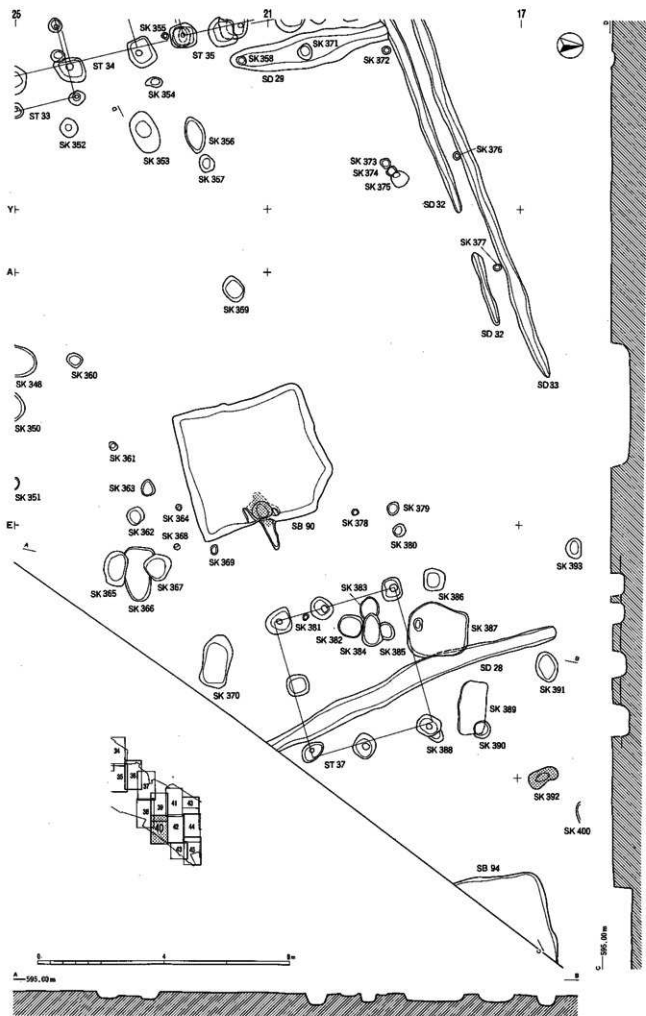 25
21
17
SK 355
ST 34
ST 35
SK 371
SK 358
SD 29
SK 372
SK 354
ST 33
SK 352
SK 353
SK 356
SK 357
SK 373
SK 374
SK 375
SK 376
SD 32
Y
SK 377
A
SK 359
SD 32
SD 33
SK 346
SK 360
SK 350
SK 361
SK 363
SK 351
SK 362
SK 364
SK 368
SK 369
SB 90
SK 378
SK 379
SK 380
E
A
SK 393
SK 365
SK 366
SK 367
SK 383
SK 386
SK 381
SK 382
SK 384
SK 385
SK 387
SD 28
B
SK 391
SK 370
SK 389
SK 390
SK 388
ST 37
SK 392
SK 400
34
35
36
37
38
39
40
41
42
43
44
SB 94
0
4
8m
C
595.00m
A
595.00m
B